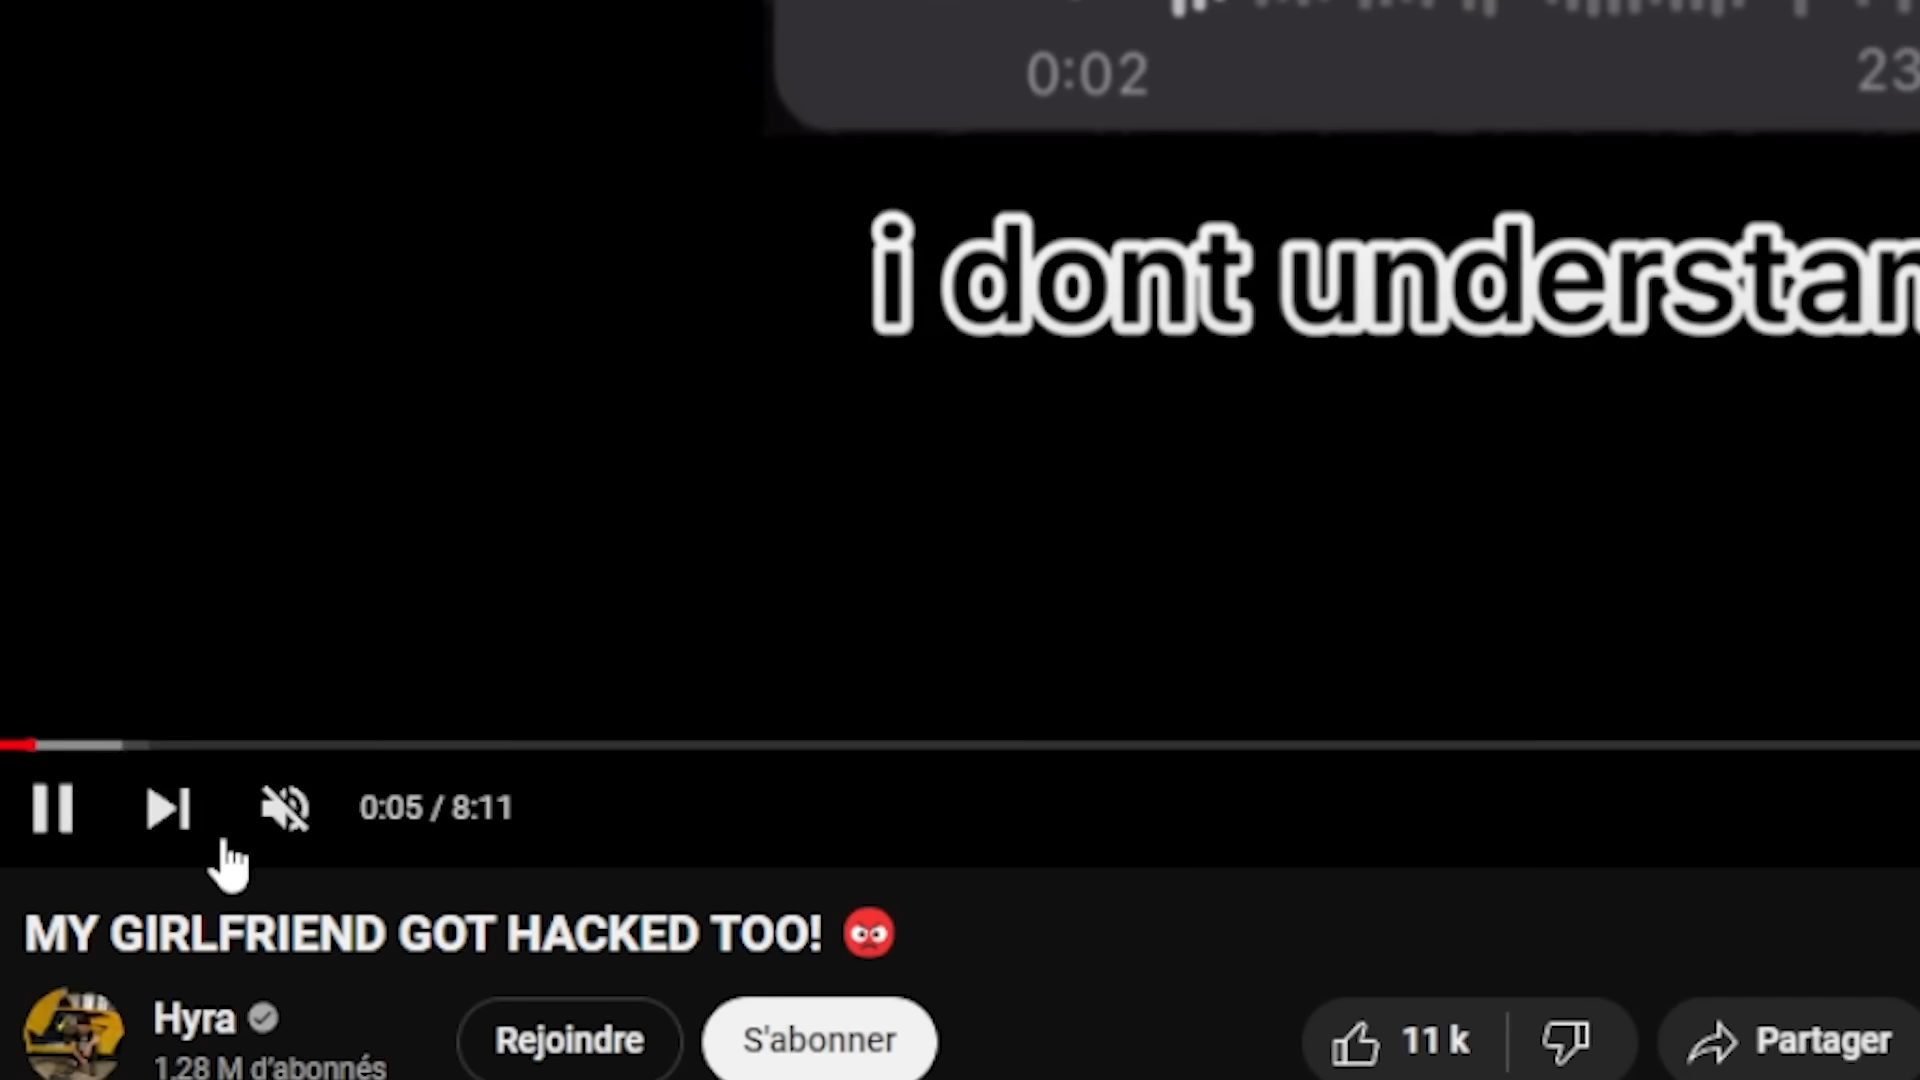 0:02 23
i dont understan
0:05 / 8:11
MY GIRLFRIEND GOT HACKED TOO!
Hyra
1,28 M d'abonnés
Rejoindre
S'abonner
11 k
Partager